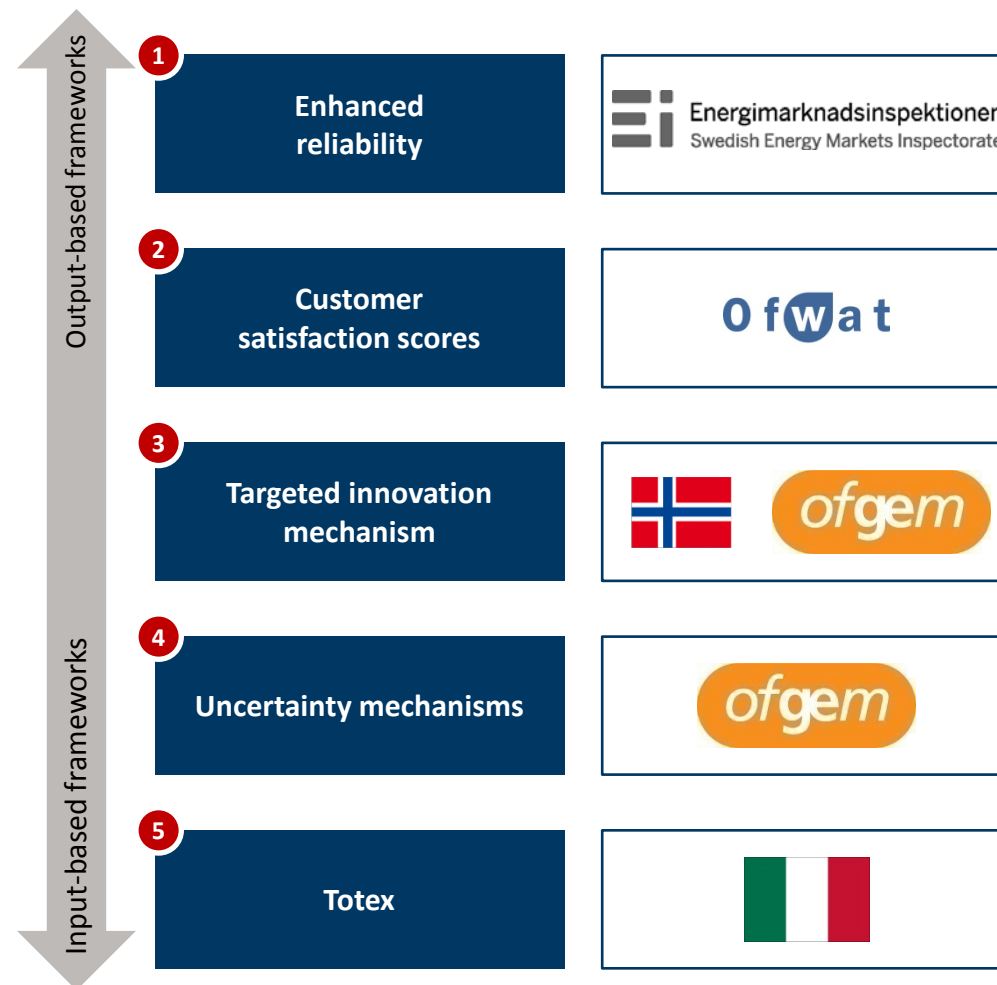 Output-based frameworks
Input-based frameworks
1
Enhanced
reliability
Energimarknadsinspektionen
Swedish Energy Markets Inspectorate
2
Customer
satisfaction scores
Ofwat
3
Targeted innovation
mechanism
ofgem
4
Uncertainty mechanisms
ofgem
5
Totex